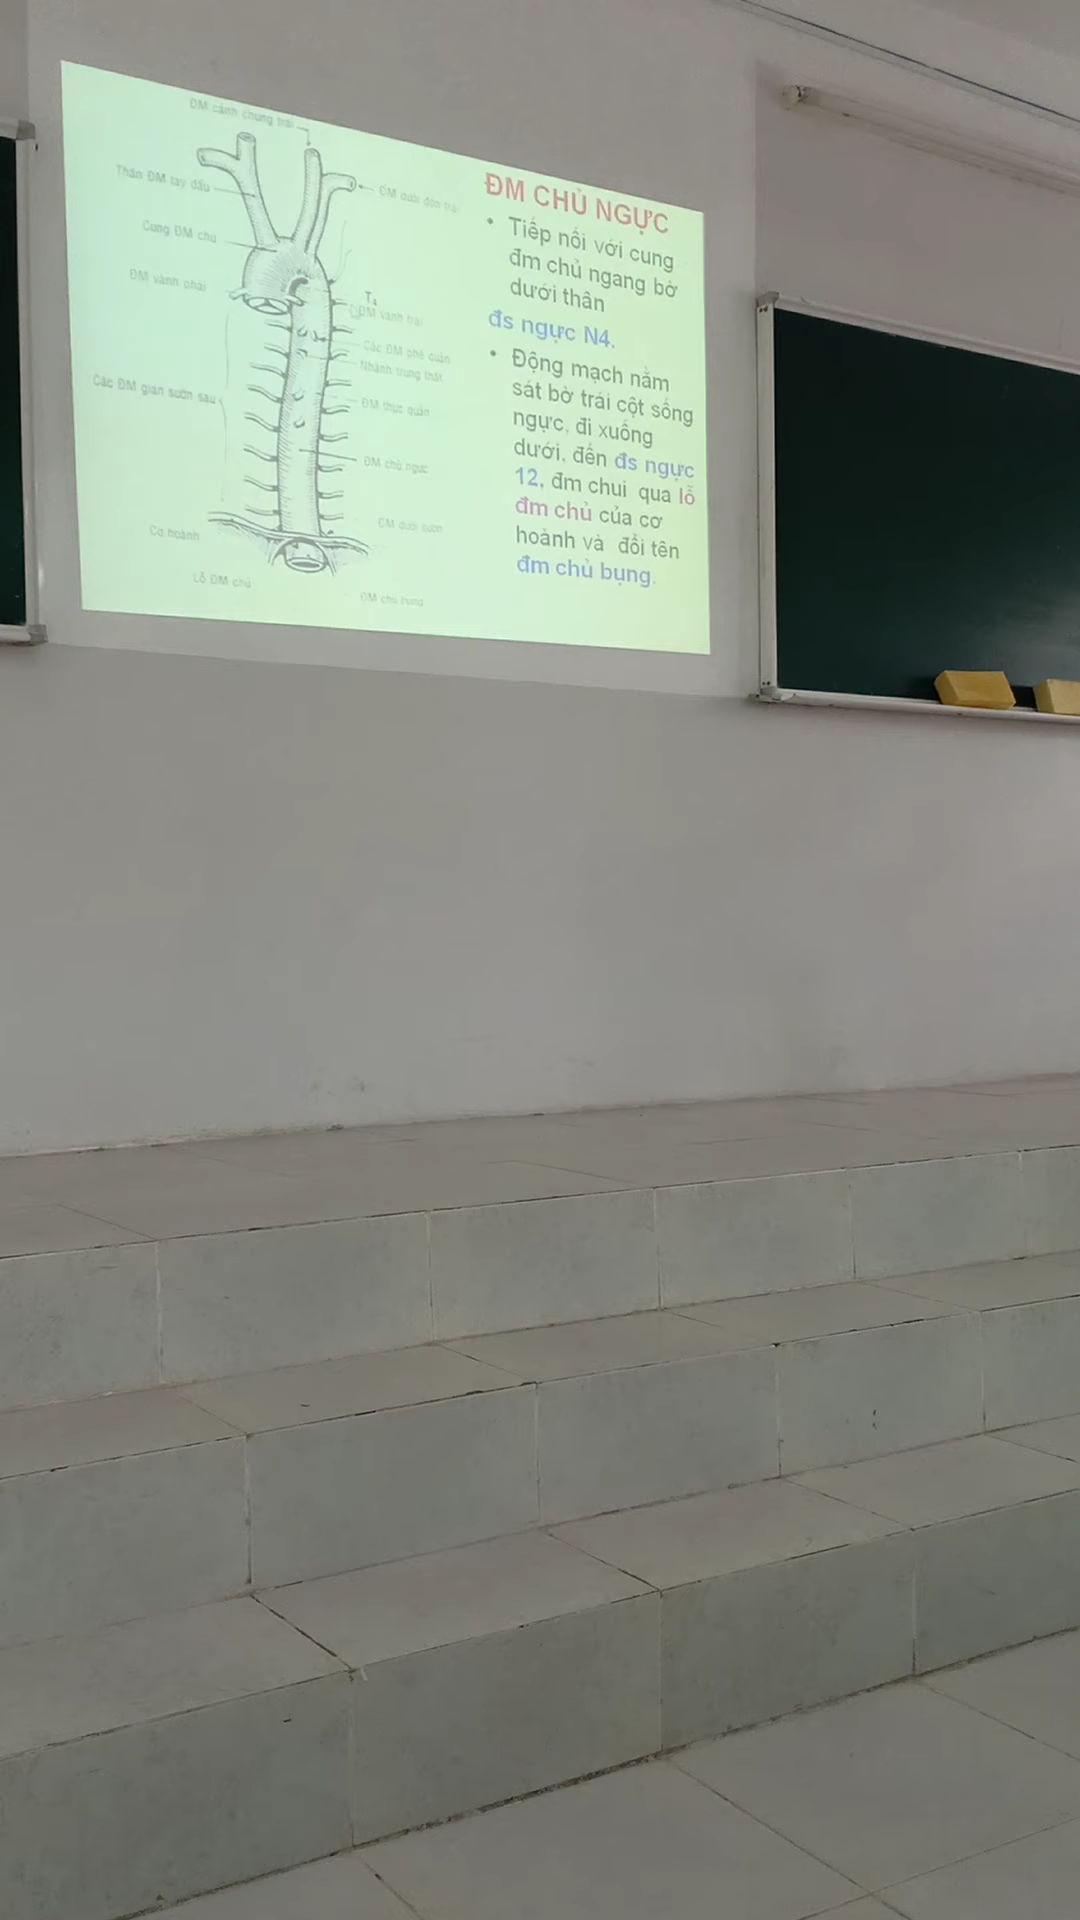 ĐM cảnh chung trái
Thân ĐM tay đầu
ĐM dưới đòn trái
Cung ĐM chủ
ĐM vành phải
T₄
ĐM vành trái
Các ĐM phế quản
Nhánh trung thất
Các ĐM gian sườn sau
ĐM thực quản
ĐM chủ ngực
ĐM dưới sườn
Cơ hoành
Lỗ ĐM chủ
ĐM chủ bụng
ĐM CHỦ NGỰC
• Tiếp nối với cung
đm chủ ngang bờ
dưới thân
đs ngực N4.
• Động mạch nằm
sát bờ trái cột sống
ngực, đi xuống
dưới, đến đs ngực
12, đm chui qua lỗ
đm chủ của cơ
hoành và đổi tên
đm chủ bụng.